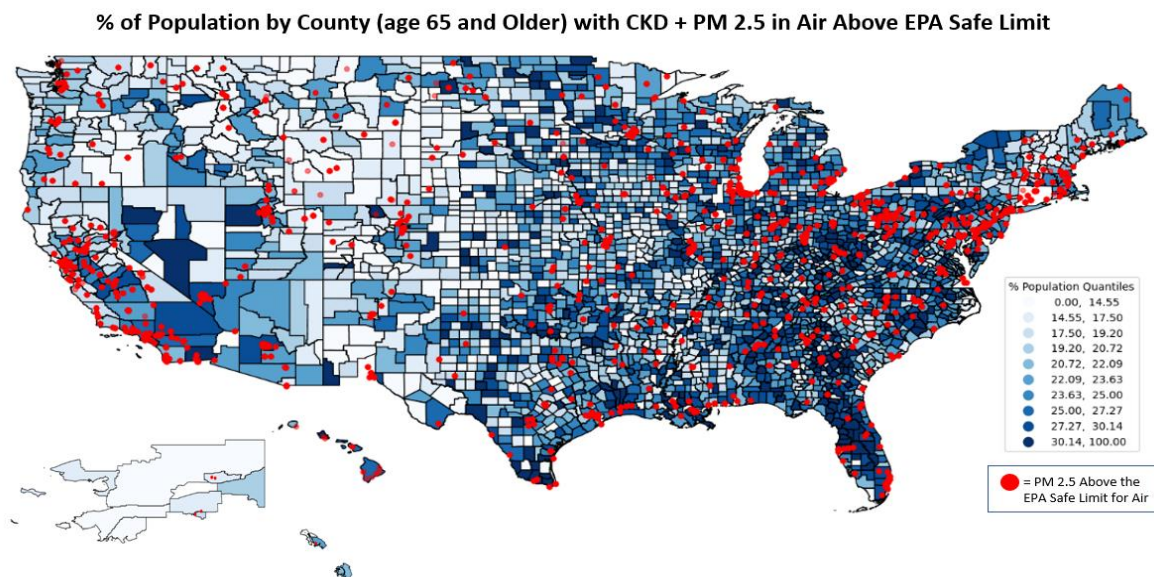 % of Population by County (age 65 and Older) with CKD + PM 2.5 in Air Above EPA Safe Limit
% Population Quantiles
0.00, 14.55
14.55, 17.50
17.50, 19.20
19.20, 20.72
20.72, 22.09
22.09, 23.63
23.63, 25.00
25.00, 27.27
27.27, 30.14
30.14, 100.00
= PM 2.5 Above the
EPA Safe Limit for Air